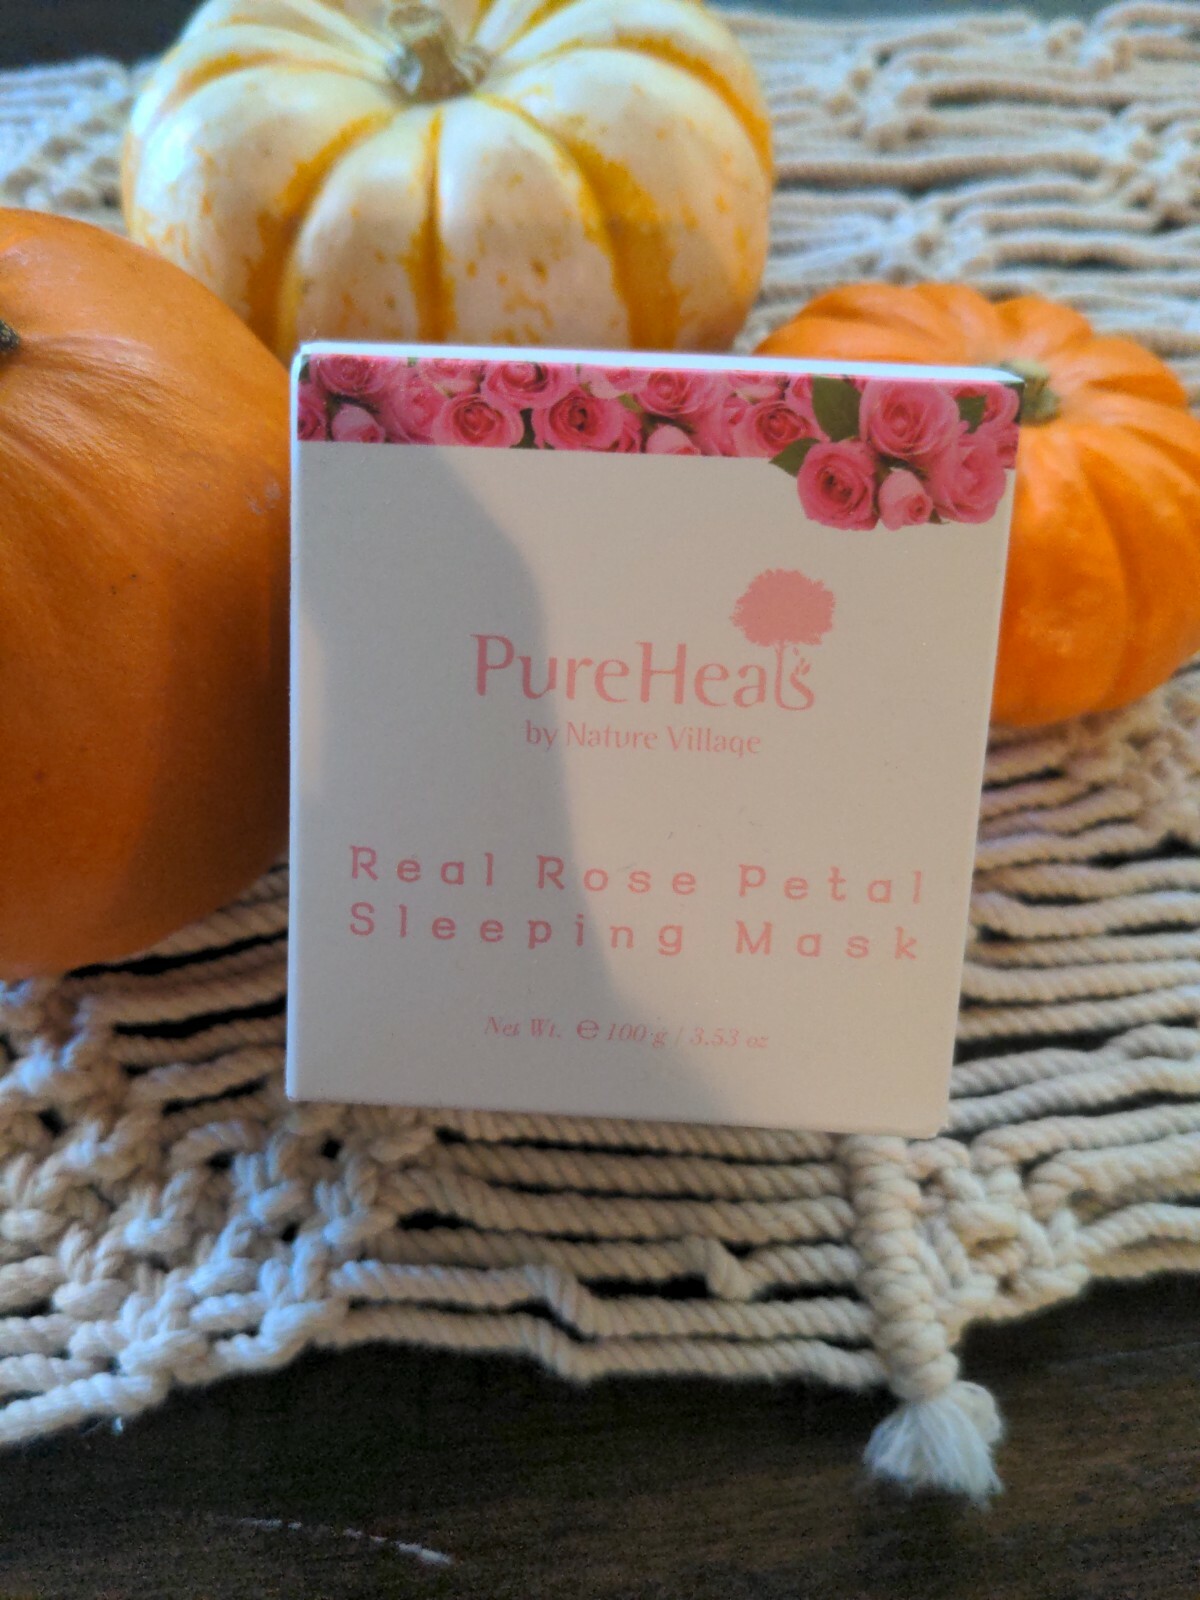 PureHeals
by Nature Village
Real Rose Petal
Sleeping Mask
Net Wt. ℮ 100 g / 3.53 oz